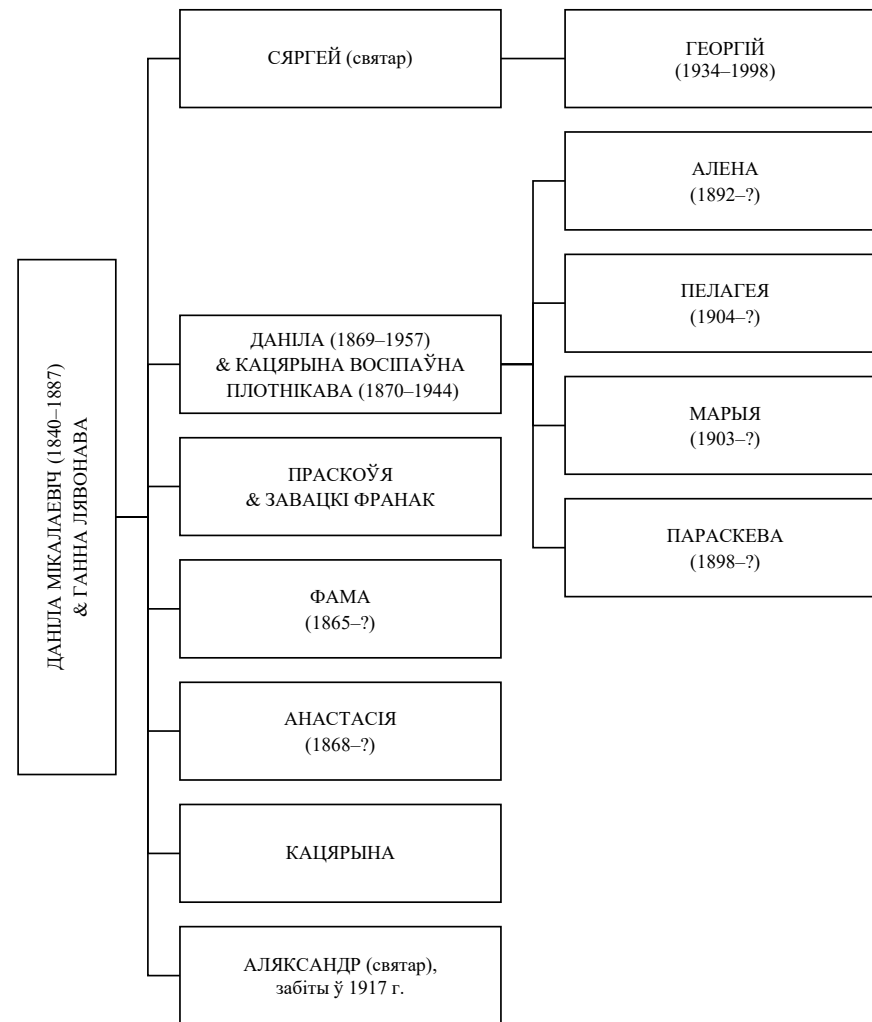 ДАНІЛА МІКАЛАЕВІЧ (1840–1887)
& ГАННА ЛЯВОНАВА
СЯРГЕЙ (святар)
ГЕОРГІЙ
(1934–1998)
ДАНІЛА (1869–1957)
& КАЦЯРЫНА ВОСІПАЎНА
ПЛОТНІКАВА (1870–1944)
АЛЕНА
(1892–?)
ПЕЛАГЕЯ
(1904–?)
МАРЫЯ
(1903–?)
ПАРАСКЕВА
(1898–?)
ПРАСКОЎЯ
& ЗАВАЦКІ ФРАНАК
ФАМА
(1865–?)
АНАСТАСІЯ
(1868–?)
КАЦЯРЫНА
АЛЯКСАНДР (святар),
забіты ў 1917 г.